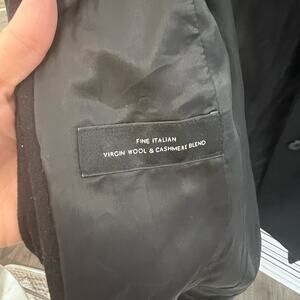 FINE ITALIAN
VIRGIN WOOL & CASHMERE BLEND